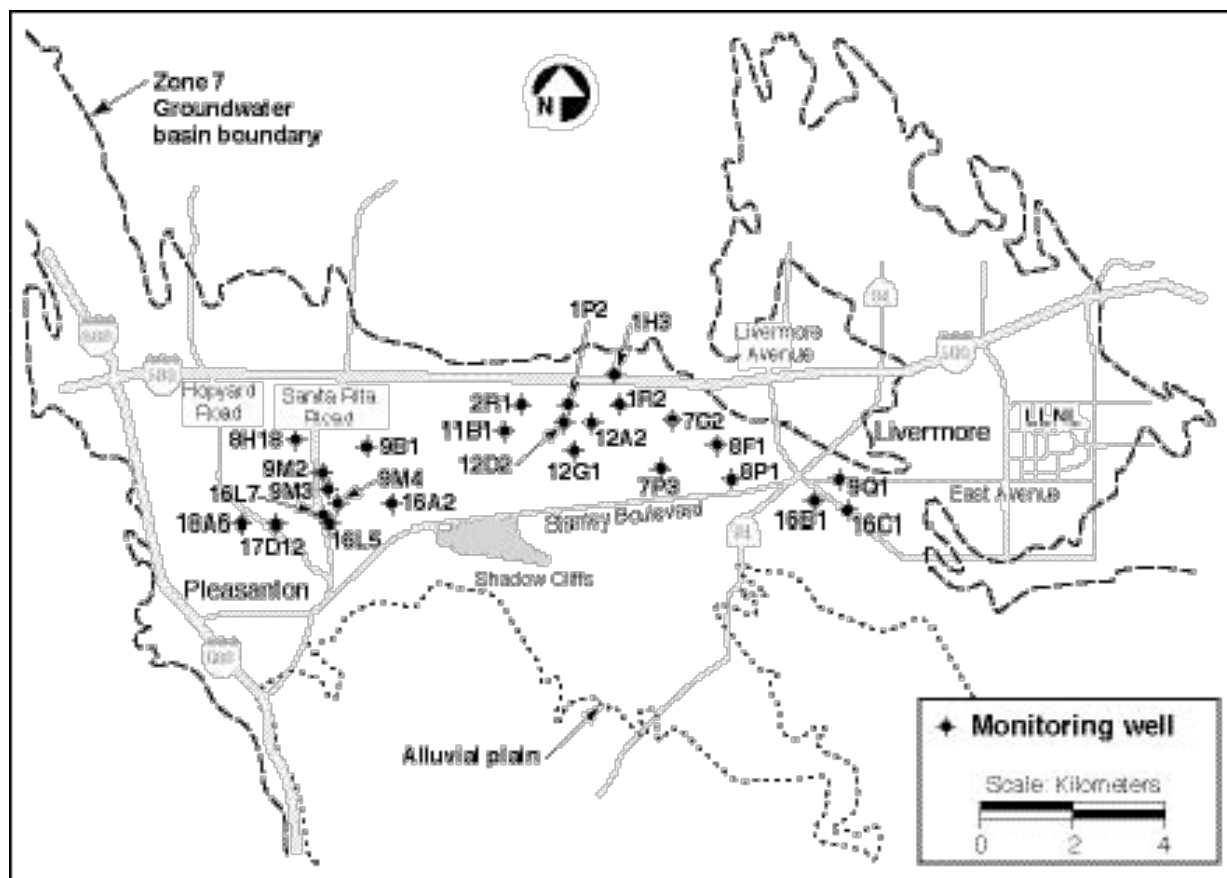 Zone 7
Groundwater
basin boundary
N
1P2
1H3
Livermore
Avenue
580
580
Hopyard
Road
Santa Rita
Road
2R1
1R2
7G2
11B1
12A2
Livermore
LLNL
8H18
9B1
12D2
12G1
8F1
9M2
9M4
7P3
8P1
9M3
16L7
16A2
9Q1
East Avenue
Stanley Boulevard
16B1
16C1
18A6
17D12
16L5
84
Shadow Cliffs
Pleasanton
680
Alluvial plain
Monitoring well
Scale: Kilometers
0 2 4